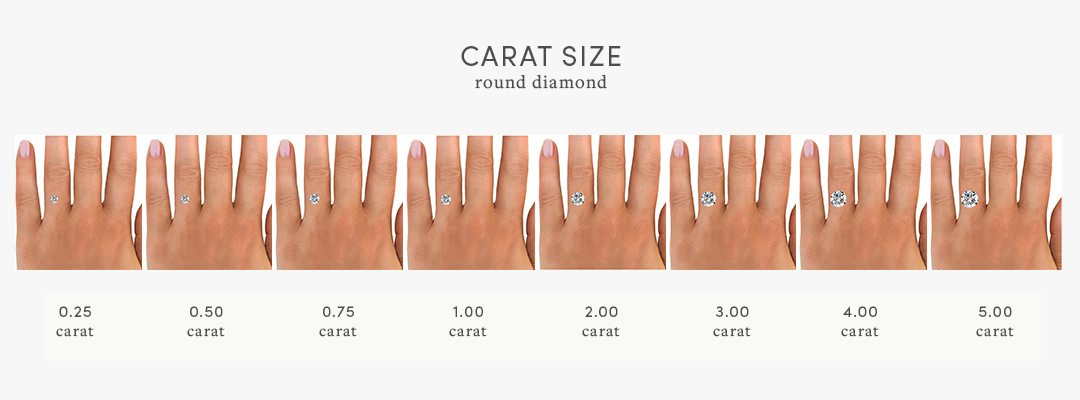 CARAT SIZE
round diamond
0.25 0.50 0.75 1.00 2.00 3.00 4.00 5.00
carat carat carat carat carat carat carat carat